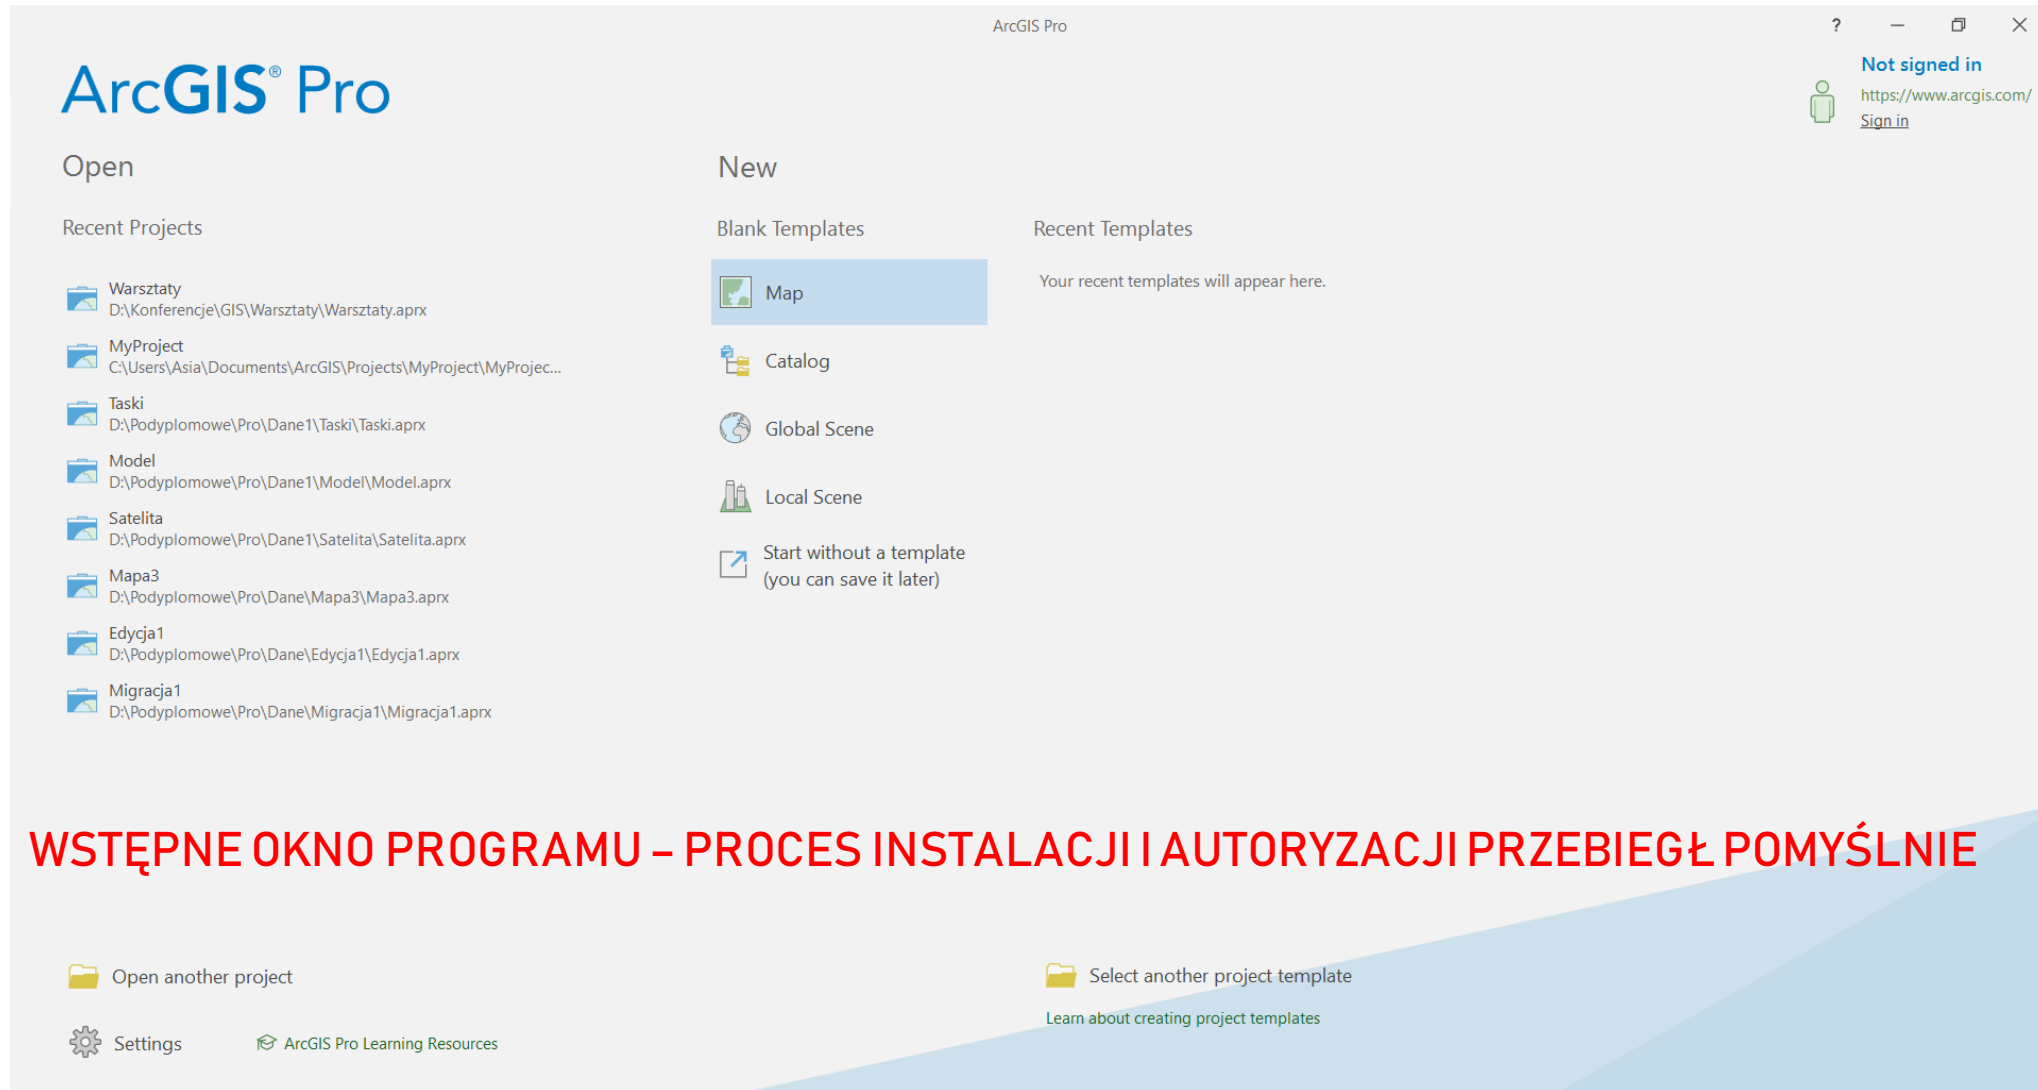 ArcGIS Pro
?
Not signed in
https://www.arcgis.com/
Sign in
ArcGIS® Pro
Open
Recent Projects
Warsztaty
D:\Konferencje\GIS\Warsztaty\Warsztaty.aprx
MyProject
C:\Users\Asia\Documents\ArcGIS\Projects\MyProject\MyProjec...
Taski
D:\Podyplomowe\Pro\Dane1\Taski\Taski.aprx
Model
D:\Podyplomowe\Pro\Dane1\Model\Model.aprx
Satelita
D:\Podyplomowe\Pro\Dane1\Satelita\Satelita.aprx
Mapa3
D:\Podyplomowe\Pro\Dane\Mapa3\Mapa3.aprx
Edycja1
D:\Podyplomowe\Pro\Dane\Edycja1\Edycja1.aprx
Migracja1
D:\Podyplomowe\Pro\Dane\Migracja1\Migracja1.aprx
New
Blank Templates
Map
Catalog
Global Scene
Local Scene
Start without a template
(you can save it later)
Recent Templates
Your recent templates will appear here.
WSTĘPNE OKNO PROGRAMU – PROCES INSTALACJI I AUTORYZACJI PRZEBIEGŁ POMYŚLNIE
Open another project
Settings
ArcGIS Pro Learning Resources
Select another project template
Learn about creating project templates